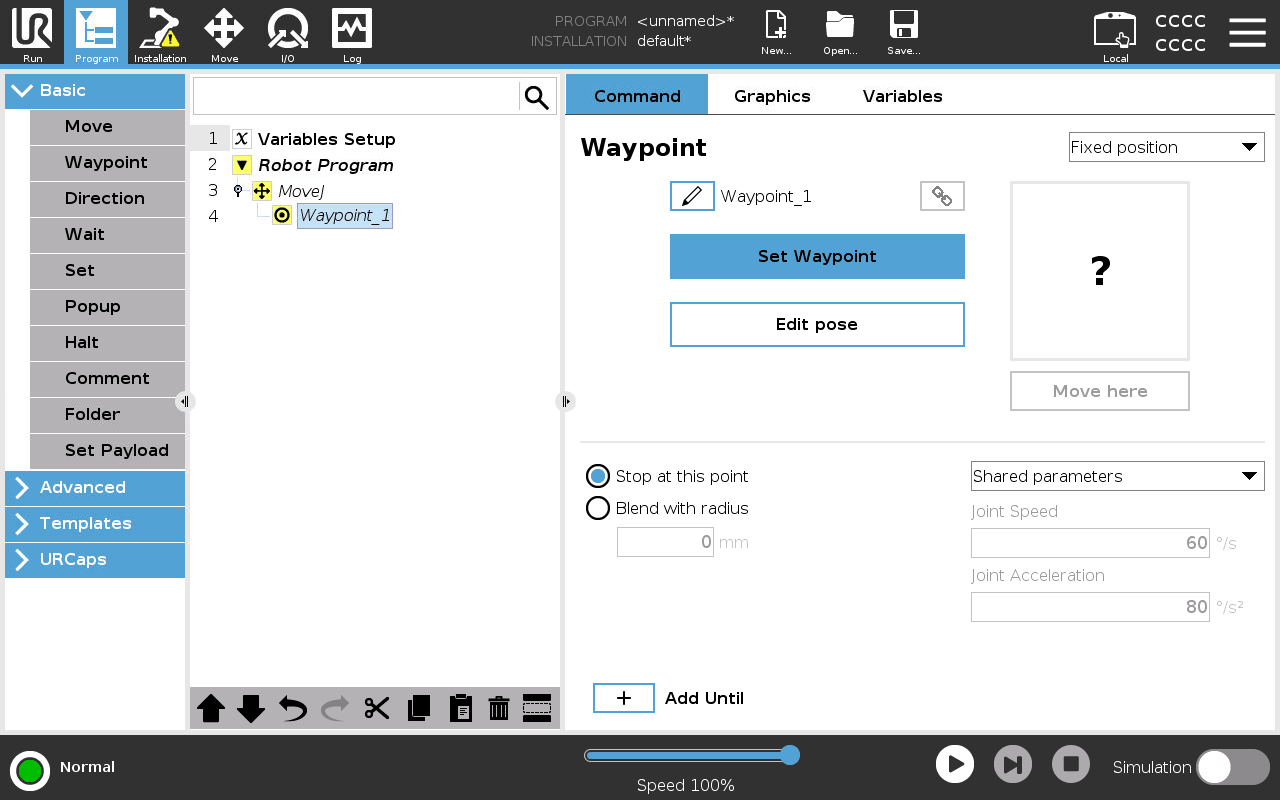 UR
Run
Program
Installation
Move
I/O
Log
PROGRAM <unnamed>*
INSTALLATION default*
New...
Open...
Save...
Local
CCCC
CCCC
Basic
Move
Waypoint
Direction
Wait
Set
Popup
Halt
Comment
Folder
Set Payload
Advanced
Templates
URCaps
1 X Variables Setup
2 Robot Program
3 MoveJ
4 Waypoint_1
Command Graphics Variables
Waypoint
Fixed position
Waypoint_1
Set Waypoint
Edit pose
?
Move here
Stop at this point
Blend with radius
0 mm
Shared parameters
Joint Speed
60 °/s
Joint Acceleration
80 °/s²
+ Add Until
Normal
Speed 100%
Simulation